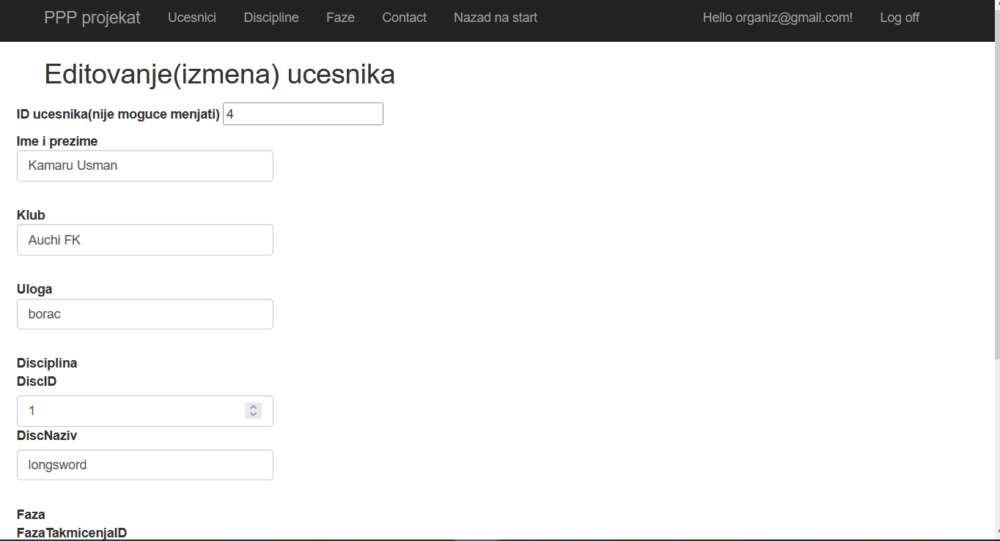 PPP projekat Ucesnici Discipline Faze Contact Nazad na start Hello organiz@gmail.com! Log off
Editovanje(izmena) ucesnika
ID ucesnika(nije moguce menjati) 4
Ime i prezime
Kamaru Usman
Klub
Auchi FK
Uloga
borac
Disciplina
DiscID
1
DiscNaziv
longsword
Faza
FazaTakmicenjaID